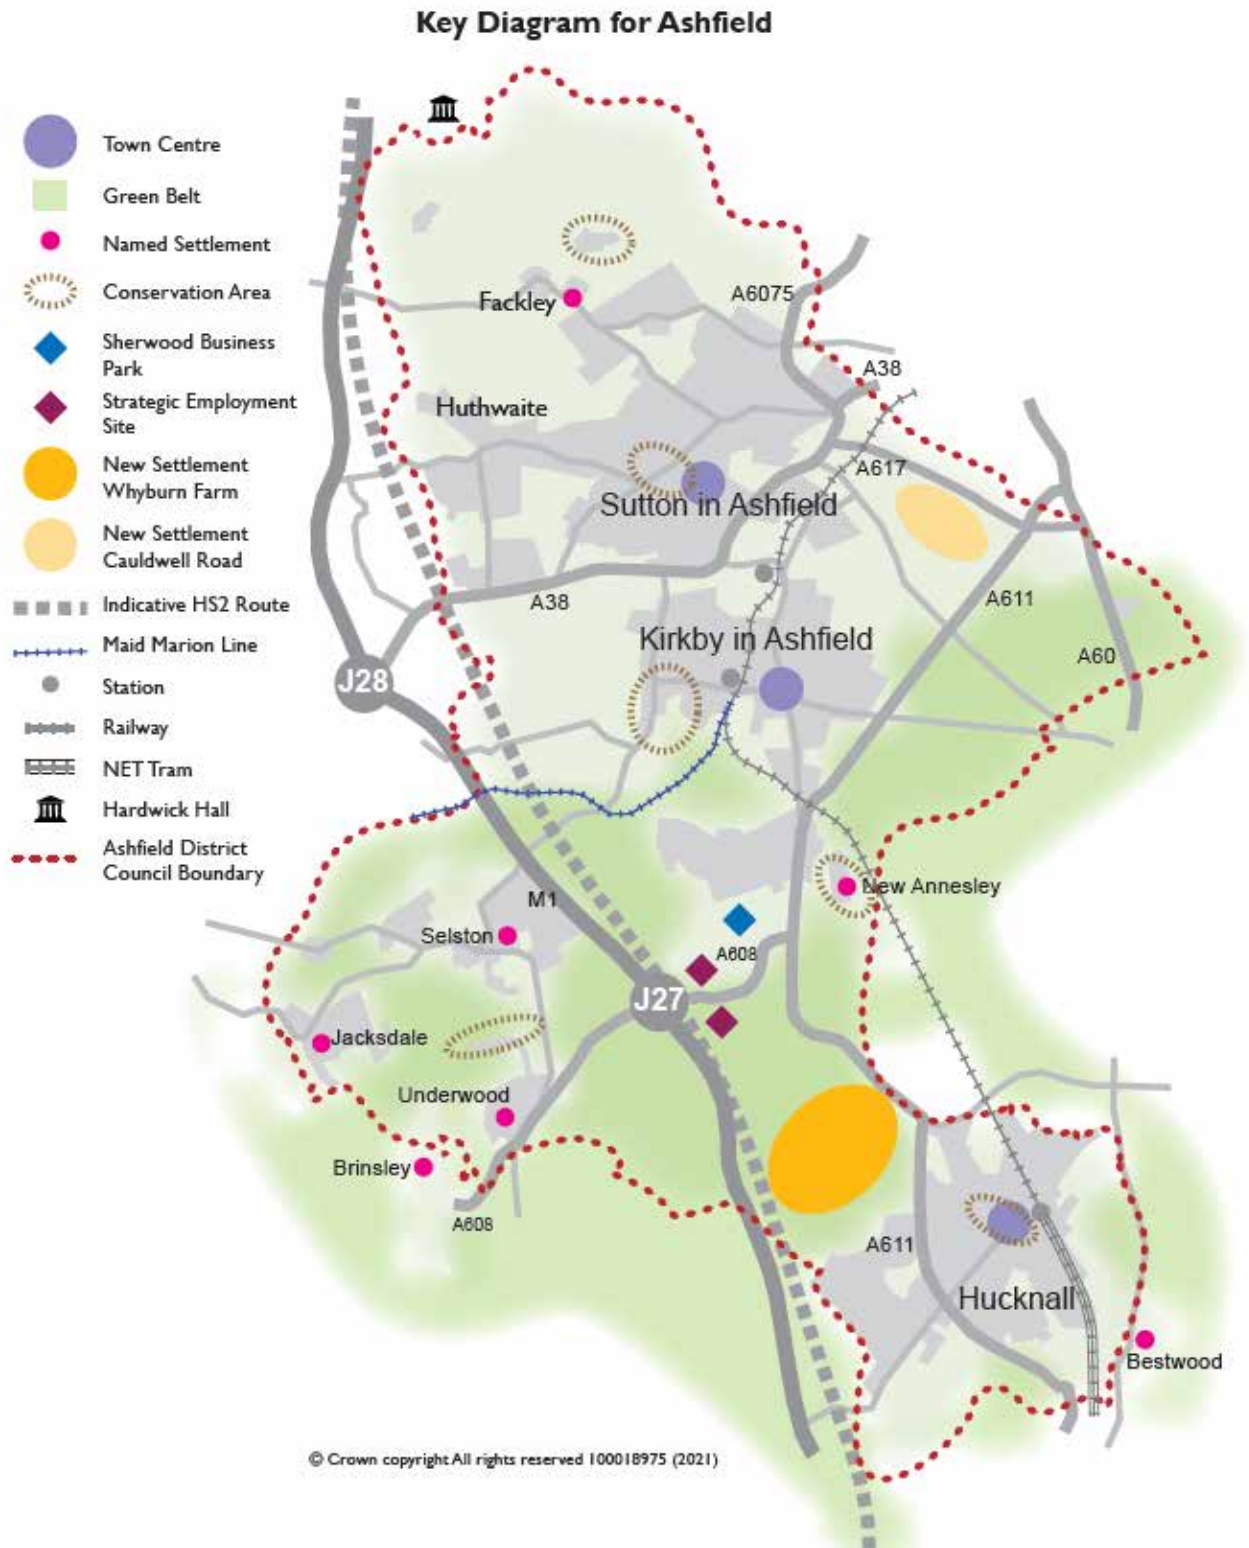 Key Diagram for Ashfield
Town Centre
Green Belt
Named Settlement
Conservation Area
Sherwood Business
Park
Strategic Employment
Site
New Settlement
Whyburn Farm
New Settlement
Cauldwell Road
Indicative HS2 Route
Maid Marion Line
Station
Railway
NET Tram
Hardwick Hall
Ashfield District
Council Boundary
Fackley
A6075
A38
Huthwaite
A617
Sutton in Ashfield
A38
A611
Kirkby in Ashfield
A60
J28
New Annesley
M1
Selston
A608
J27
Jacksdale
Underwood
Brinsley
A608
A611
Hucknall
Bestwood
© Crown copyright All rights reserved 100018975 (2021)